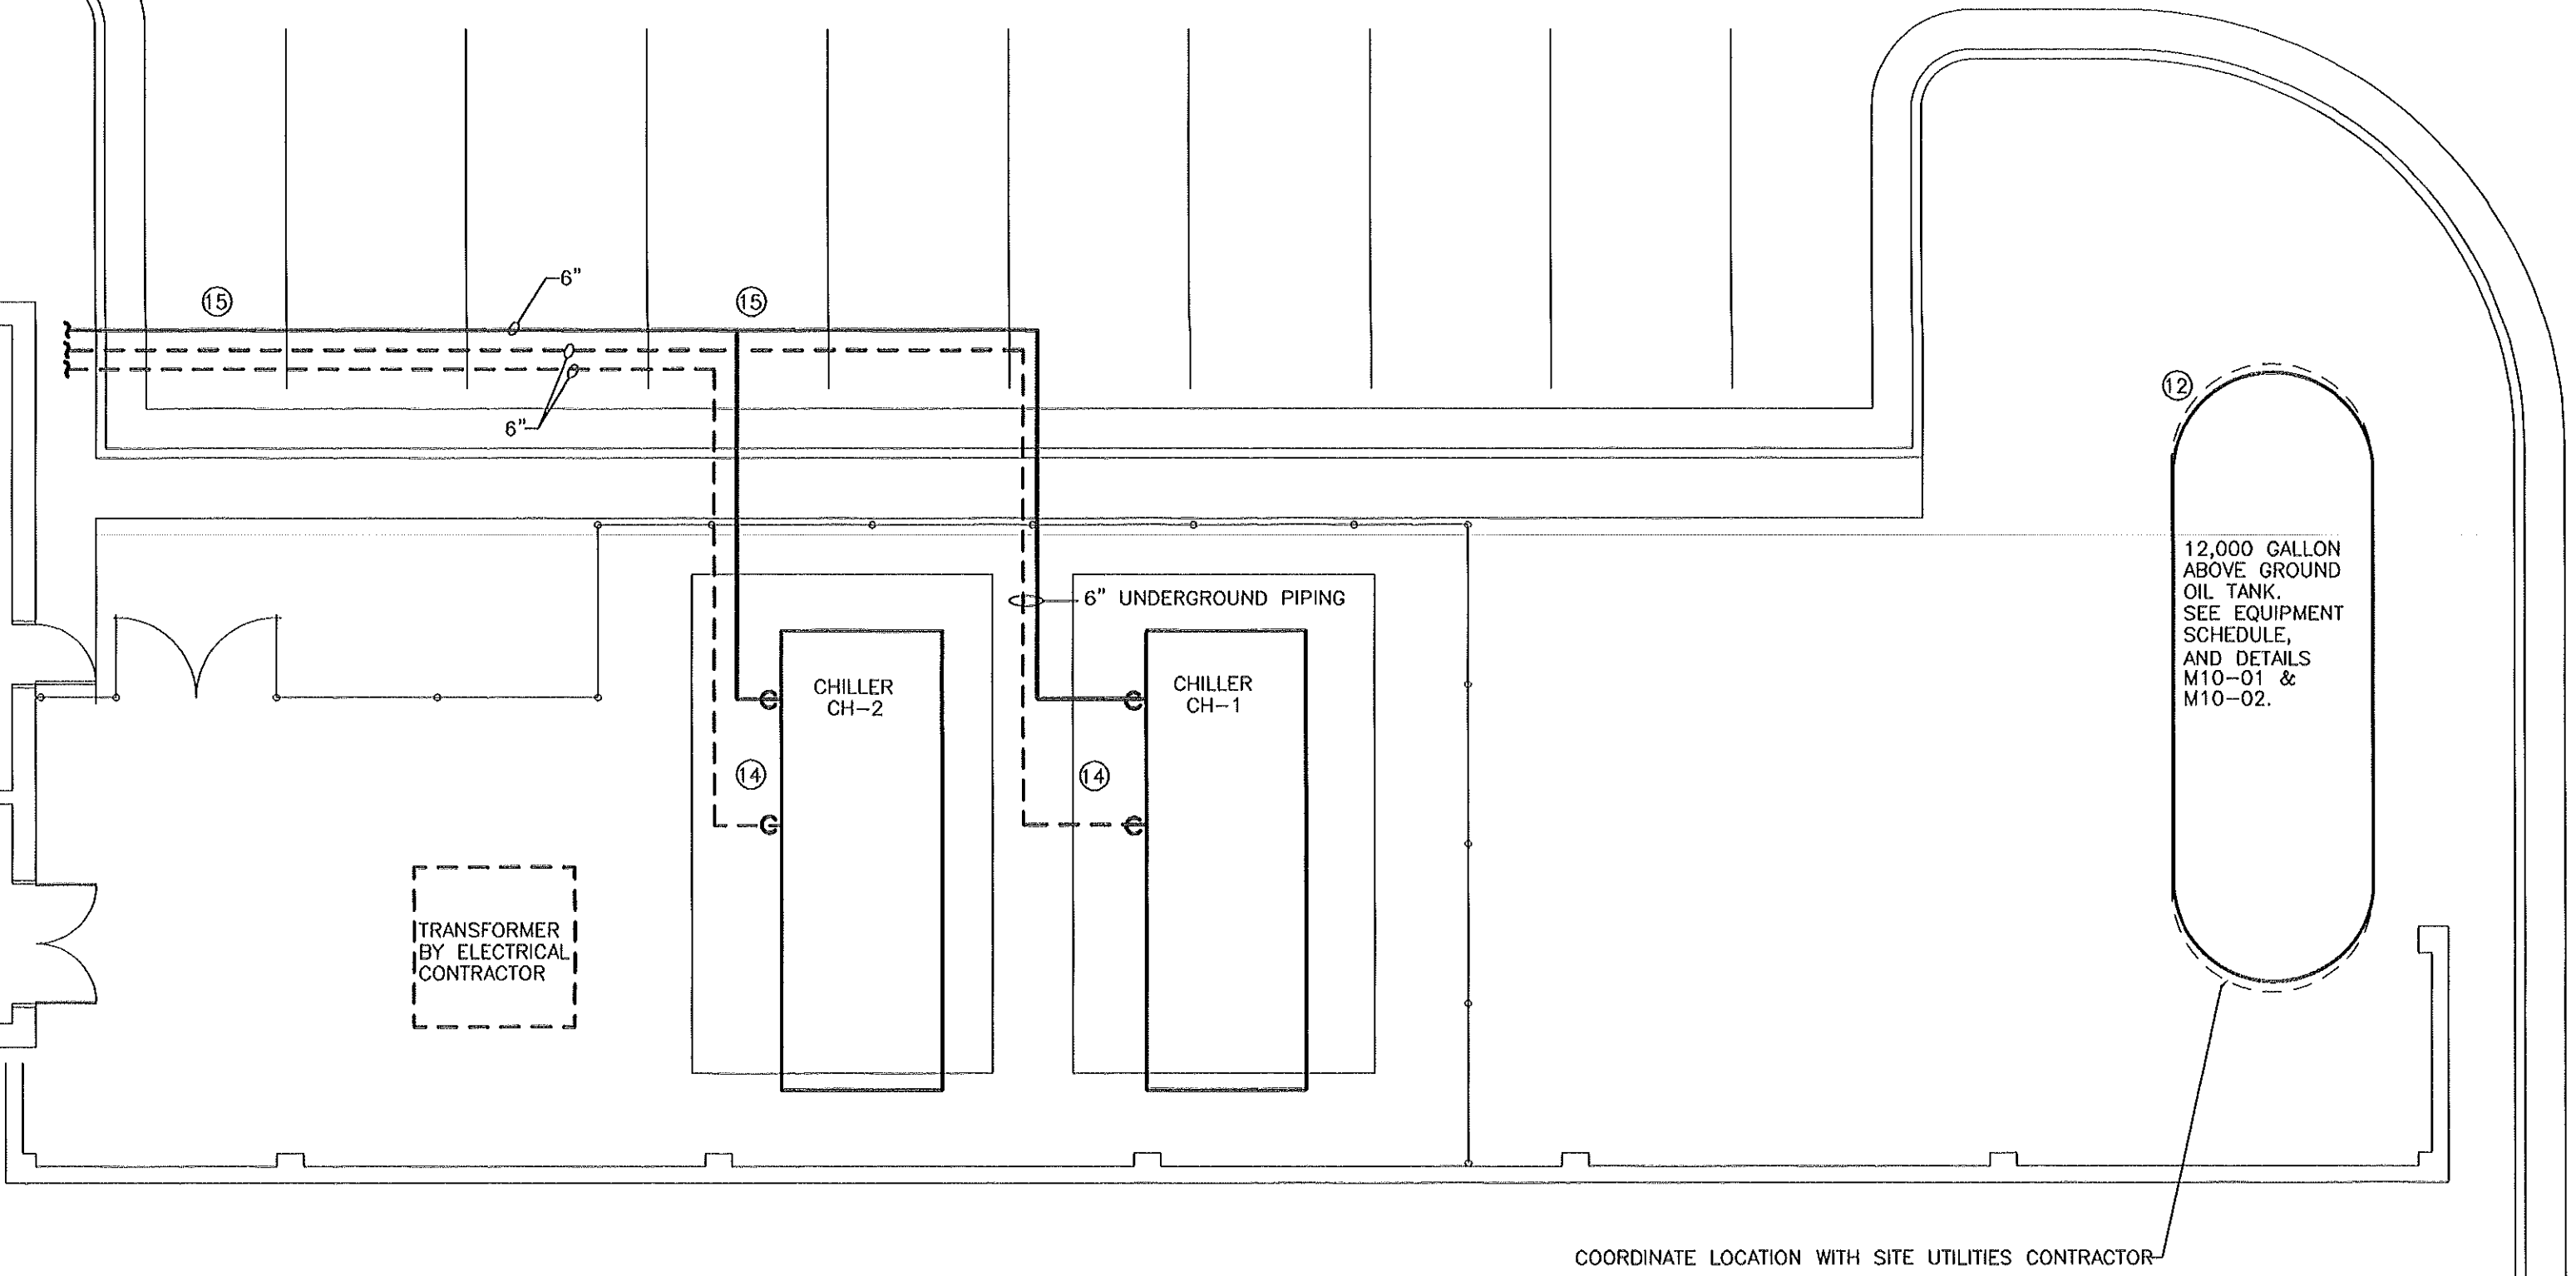 6"
15
15
6"
12
12,000 GALLON
ABOVE GROUND
OIL TANK.
SEE EQUIPMENT
SCHEDULE,
AND DETAILS
M10-01 &
M10-02.
6" UNDERGROUND PIPING
CHILLER
CH-2
CHILLER
CH-1
14
14
TRANSFORMER
BY ELECTRICAL
CONTRACTOR
COORDINATE LOCATION WITH SITE UTILITIES CONTRACTOR